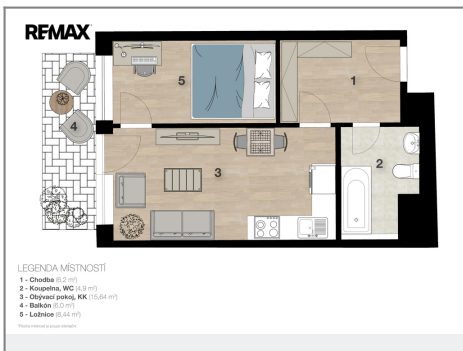 RE/MAX
5
1
4
3
2
LEGENDA MÍSTNOSTÍ
1 - Chodba (6,2 m²)
2 - Koupelna, WC (4,9 m²)
3 - Obývací pokoj, KK (15,64 m²)
4 - Balkón (6,0 m²)
5 - Ložnice (8,44 m²)